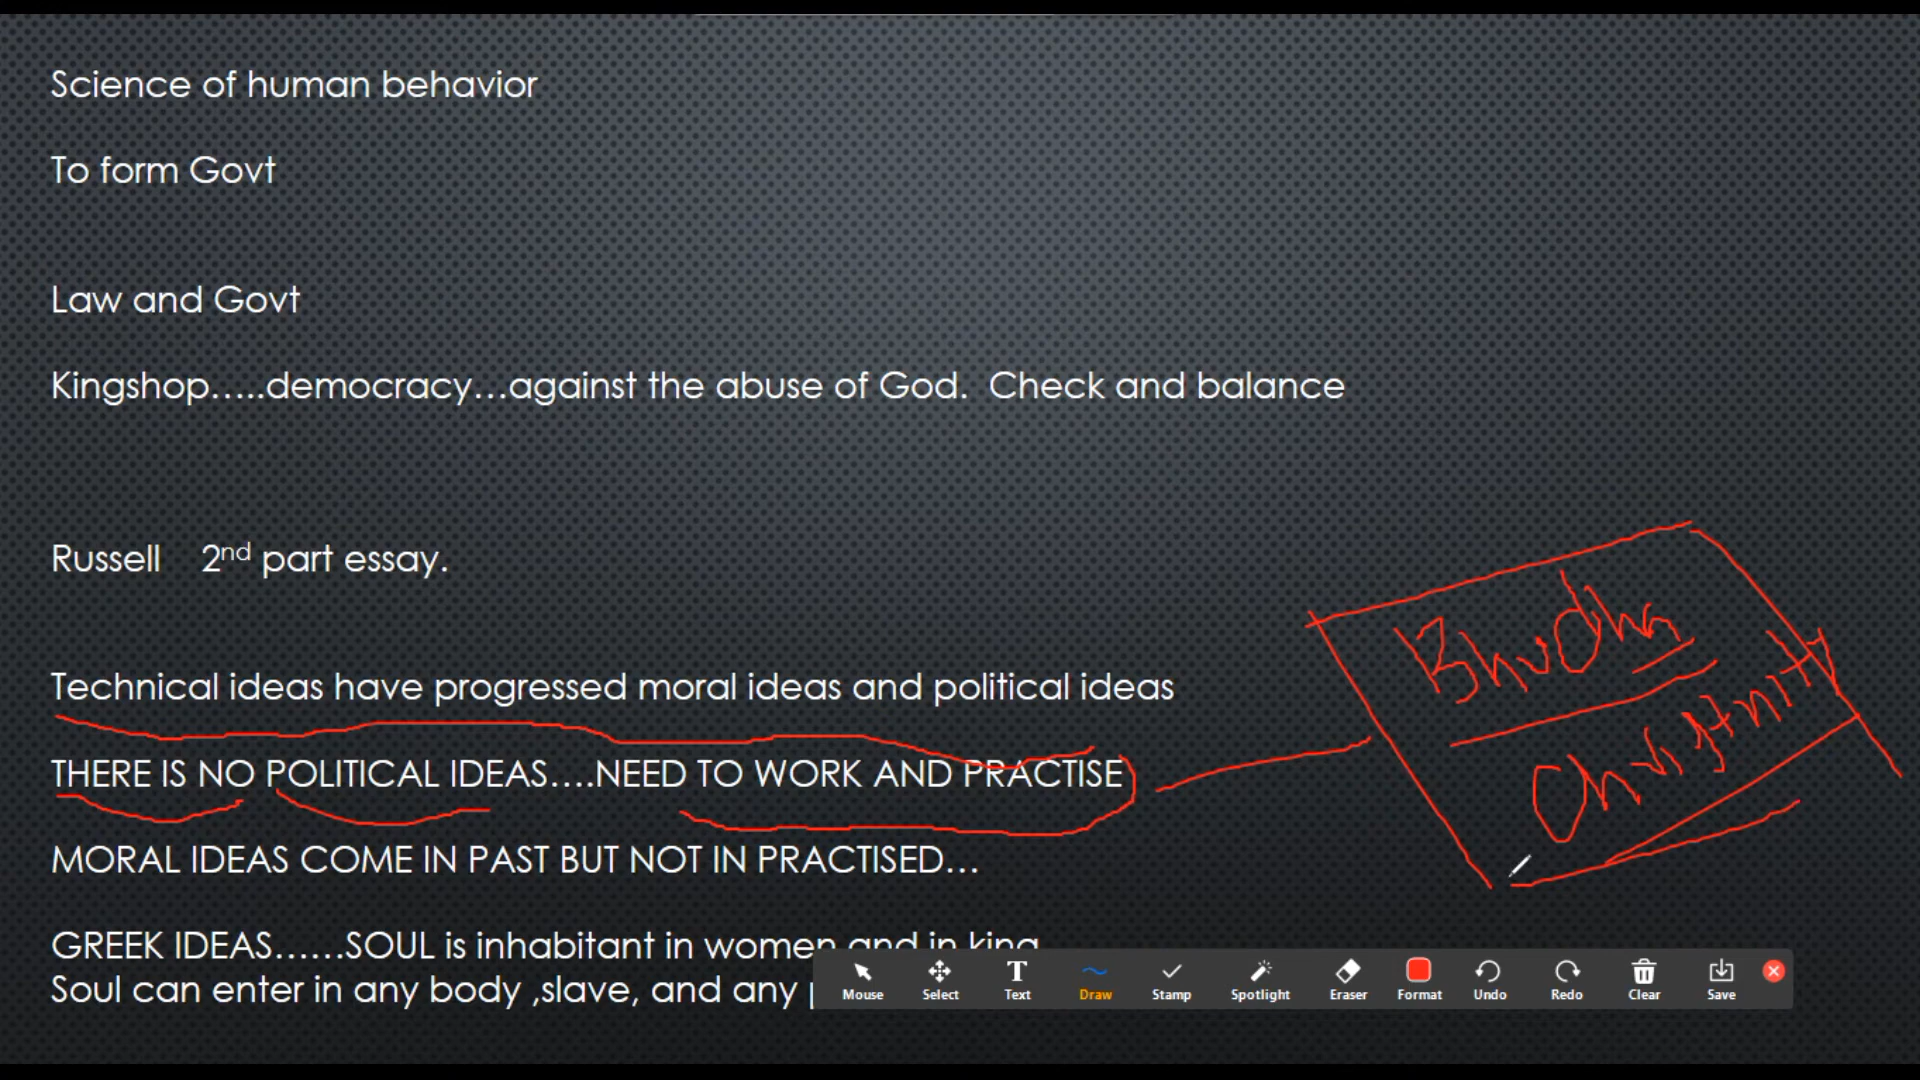 Science of human behavior
To form Govt
Law and Govt
Kingshop.....democracy...against the abuse of God.  Check and balance
Russell    2nd part essay.
Technical ideas have progressed moral ideas and political ideas
THERE IS NO POLITICAL IDEAS....NEED TO WORK AND PRACTISE
MORAL IDEAS COME IN PAST BUT NOT IN PRACTISED...
GREEK IDEAS......SOUL is inhabitant in women and in king
Soul can enter in any body ,slave, and any
Bhudha
Mouse Select Text Draw Stamp Spotlight Eraser Format Undo Redo Clear Save